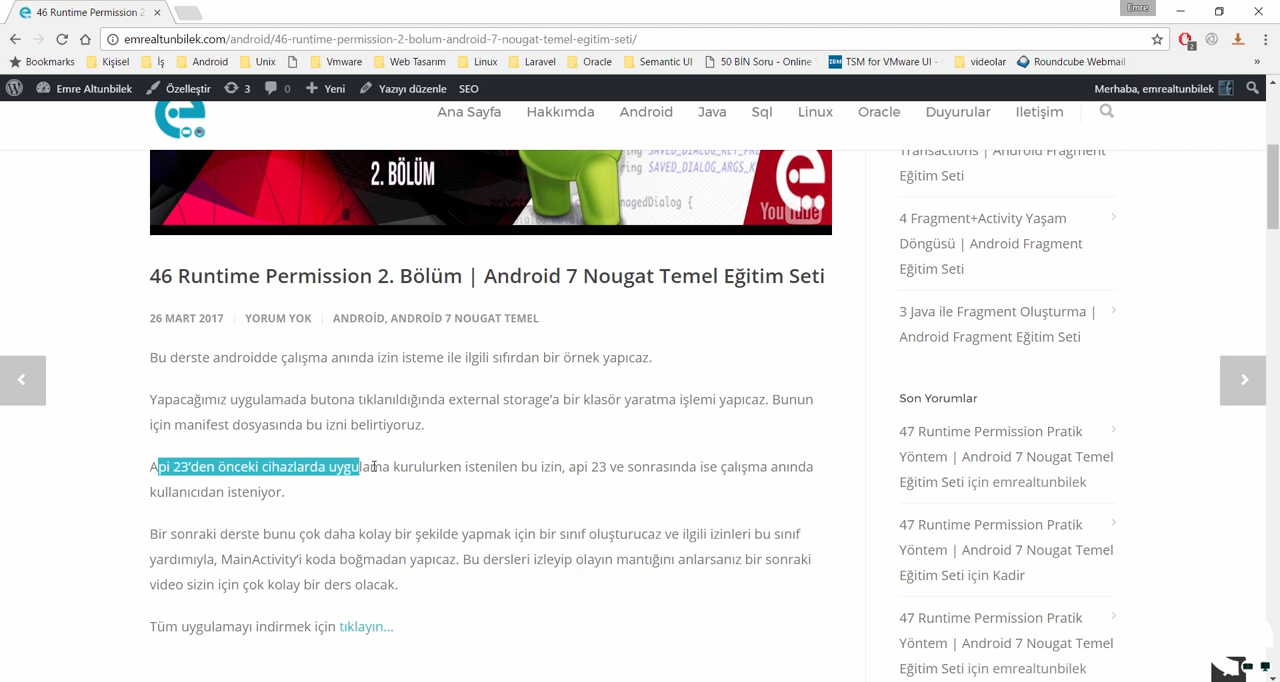 46 Runtime Permission 2
Emre
emrealtunbilek.com/android/46-runtime-permission-2-bolum-android-7-nougat-temel-egitim-seti/
2
Bookmarks Kişisel İş Android Unix Vmware Web Tasarım Linux Laravel Oracle Semantic UI 50 BİN Soru - Online TSM for VMware UI - videolar Roundcube Webmail »
Emre Altunbilek Özelleştir 3 0 Yeni Yazıyı düzenle SEO Merhaba, emrealtunbilek
Ana Sayfa Hakkımda Android Java Sql Linux Oracle Duyurular Iletişim
2. BÖLÜM
SAVED_DIALOG_ARGS_K
managedDialog {
YouTube
46 Runtime Permission 2. Bölüm | Android 7 Nougat Temel Eğitim Seti
26 MART 2017 YORUM YOK ANDROİD, ANDROİD 7 NOUGAT TEMEL
Bu derste androidde çalışma anında izin isteme ile ilgili sıfırdan bir örnek yapıcaz.
Yapacağımız uygulamada butona tıklanıldığında external storage’a bir klasör yaratma işlemi yapıcaz. Bunun
için manifest dosyasında bu izni belirtiyoruz.
Api 23’den önceki cihazlarda uygulama kurulurken istenilen bu izin, api 23 ve sonrasında ise çalışma anında
kullanıcıdan isteniyor.
Bir sonraki derste bunu çok daha kolay bir şekilde yapmak için bir sınıf oluşturucaz ve ilgili izinleri bu sınıf
yardımıyla, MainActivity’i koda boğmadan yapıcaz. Bu dersleri izleyip olayın mantığını anlarsanız bir sonraki
video sizin için çok kolay bir ders olacak.
Tüm uygulamayı indirmek için tıklayın…
Transactions | Android Fragment
Eğitim Seti
4 Fragment+Activity Yaşam
Döngüsü | Android Fragment
Eğitim Seti
3 Java ile Fragment Oluşturma |
Android Fragment Eğitim Seti
Son Yorumlar
47 Runtime Permission Pratik
Yöntem | Android 7 Nougat Temel
Eğitim Seti için emrealtunbilek
47 Runtime Permission Pratik
Yöntem | Android 7 Nougat Temel
Eğitim Seti için Kadir
47 Runtime Permission Pratik
Yöntem | Android 7 Nougat Temel
Eğitim Seti için emrealtunbilek